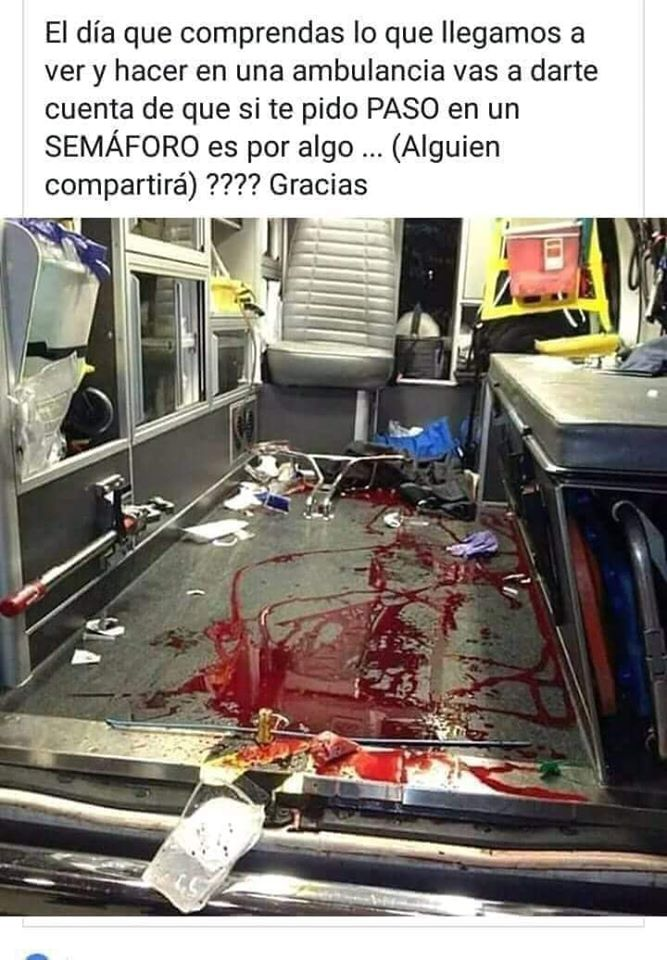 El día que comprendas lo que llegamos a
ver y hacer en una ambulancia vas a darte
cuenta de que si te pido PASO en un
SEMÁFORO es por algo ... (Alguien
compartirá) ???? Gracias